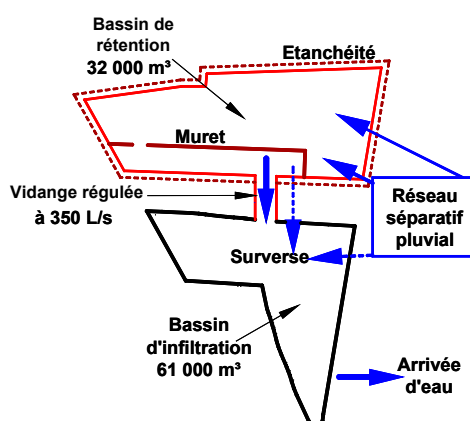 Bassin de
rétention
32 000 m³
Etanchéité
Muret
Vidange régulée
à 350 L/s
Réseau
séparatif
pluvial
Surverse
Bassin
d'infiltration
61 000 m³
Arrivée
d'eau